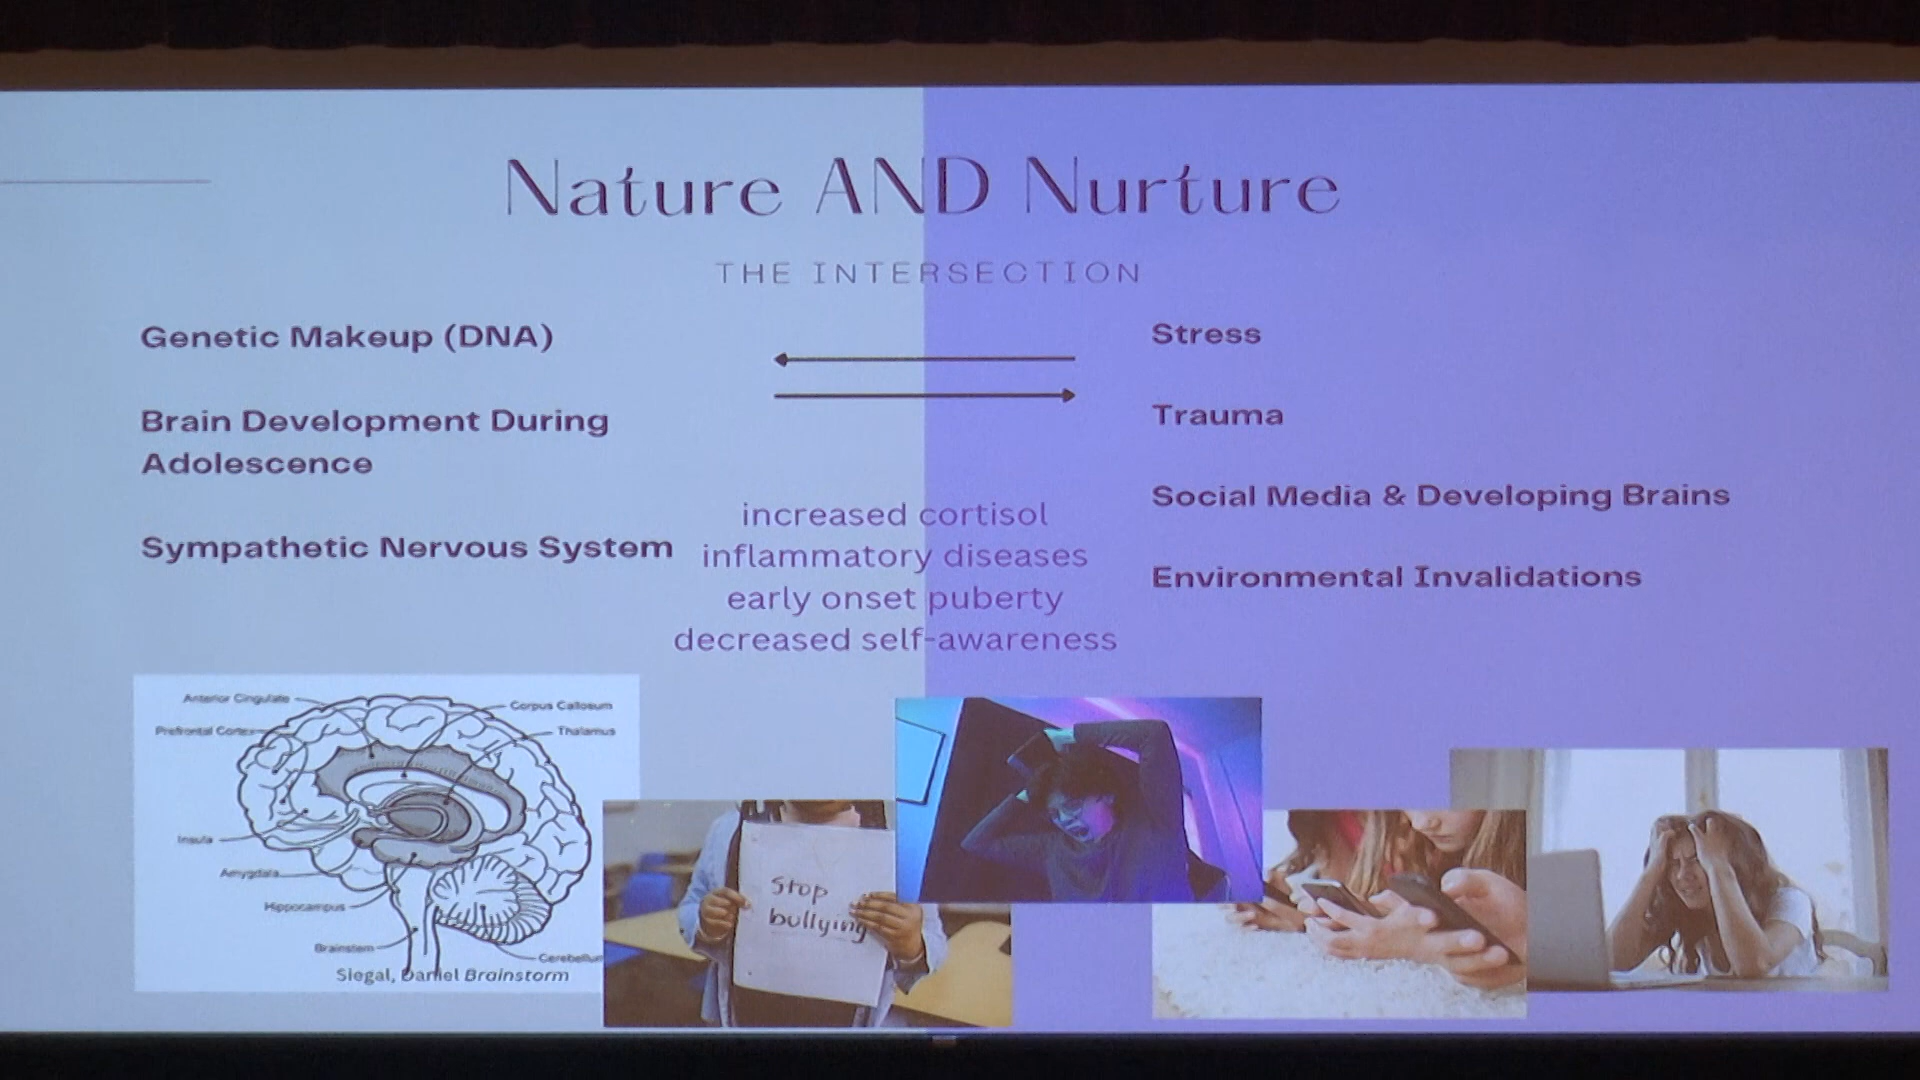 Nature AND Nurture
THE INTERSECTION
Genetic Makeup (DNA)
Brain Development During
Adolescence
Sympathetic Nervous System
increased cortisol
inflammatory diseases
early onset puberty
decreased self-awareness
Stress
Trauma
Social Media & Developing Brains
Environmental Invalidations
Anterior Cingulate
Corpus Callosum
Prefrontal Cortex
Thalamus
Insula
Amygdala
Hippocampus
Brainstem
Cerebellum
Siegal, Daniel Brainstorm
Stop
bullying